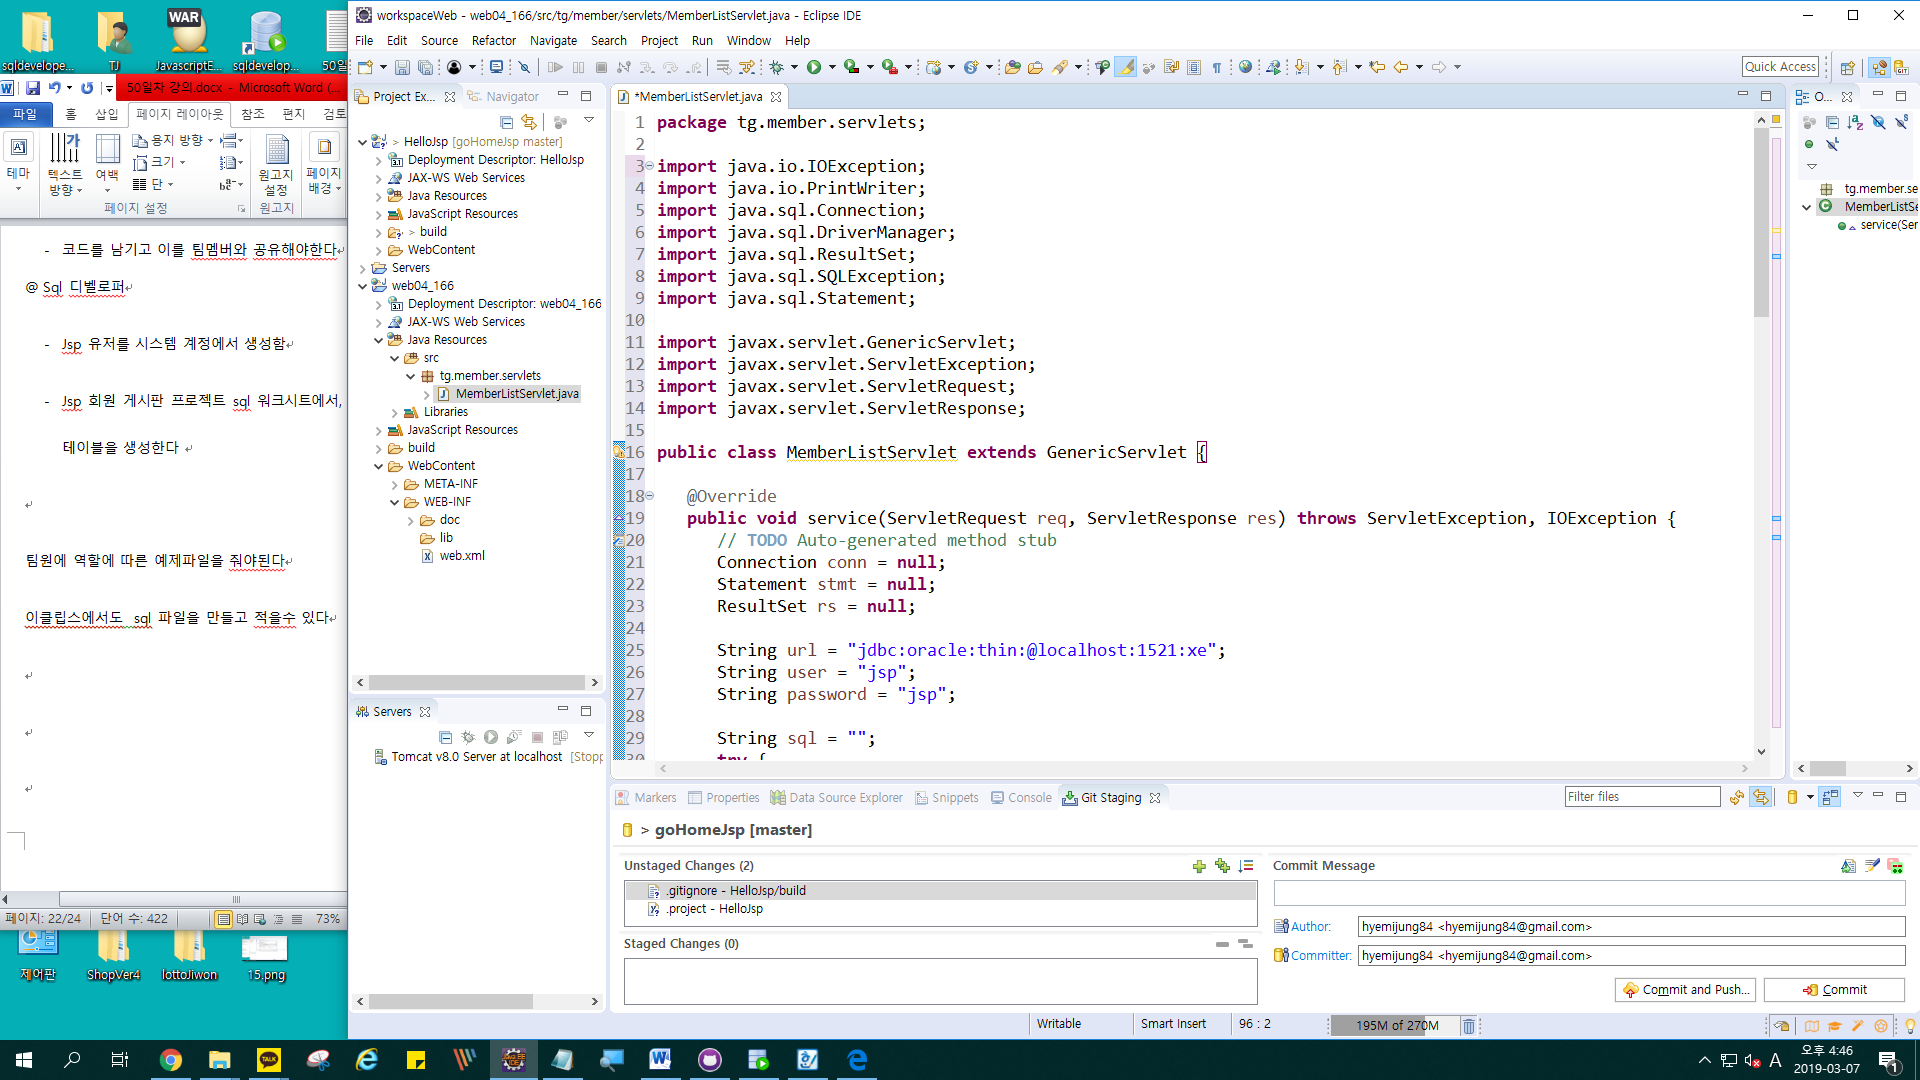 sqldevelope...
TJ
WAR
JavascriptE...
sqldevelop...
50일
50일차 강의.docx - Microsoft Word (...
파일
홈
삽입
페이지 레이아웃
참조
편지
검토
테마
텍스트
방향
여백
용지 방향
크기
단
원고지
설정
페이지
배경
페이지 설정
원고지
- 코드를 남기고 이를 팀멤버와 공유해야한다
@ Sql 디벨로퍼
- Jsp 유저를 시스템 계정에서 생성함
- Jsp 회원 게시판 프로젝트 sql 워크시트에서,
테이블을 생성한다
팀원에 역할에 따른 예제파일을 줘야된다
이클립스에서도 sql 파일을 만들고 적을수 있다
페이지: 22/24
단어 수: 422
73%
제어판
ShopVer4
lottoJiwon
15.png
workspaceWeb - web04_166/src/tg/member/servlets/MemberListServlet.java - Eclipse IDE
File Edit Source Refactor Navigate Search Project Run Window Help
Quick Access
Project Ex...
Navigator
> HelloJsp [goHomeJsp master]
Deployment Descriptor: HelloJsp
JAX-WS Web Services
Java Resources
JavaScript Resources
> build
WebContent
Servers
web04_166
Deployment Descriptor: web04_166
JAX-WS Web Services
Java Resources
src
tg.member.servlets
MemberListServlet.java
Libraries
JavaScript Resources
build
WebContent
META-INF
WEB-INF
doc
lib
web.xml
Servers
Tomcat v8.0 Server at localhost [Stopp
*MemberListServlet.java
1 package tg.member.servlets;
2
3 import java.io.IOException;
4 import java.io.PrintWriter;
5 import java.sql.Connection;
6 import java.sql.DriverManager;
7 import java.sql.ResultSet;
8 import java.sql.SQLException;
9 import java.sql.Statement;
10
11 import javax.servlet.GenericServlet;
12 import javax.servlet.ServletException;
13 import javax.servlet.ServletRequest;
14 import javax.servlet.ServletResponse;
15
16 public class MemberListServlet extends GenericServlet {
17
18 @Override
19 public void service(ServletRequest req, ServletResponse res) throws ServletException, IOException {
20 // TODO Auto-generated method stub
21 Connection conn = null;
22 Statement stmt = null;
23 ResultSet rs = null;
24
25 String url = "jdbc:oracle:thin:@localhost:1521:xe";
26 String user = "jsp";
27 String password = "jsp";
28
29 String sql = "";
30 try {
O...
tg.member.se
MemberListSe
service(Ser
Markers
Properties
Data Source Explorer
Snippets
Console
Git Staging
Filter files
> goHomeJsp [master]
Unstaged Changes (2)
.gitignore - HelloJsp/build
.project - HelloJsp
Staged Changes (0)
Commit Message
Author: hyemijung84 <hyemijung84@gmail.com>
Committer: hyemijung84 <hyemijung84@gmail.com>
Commit and Push...
Commit
Writable
Smart Insert
96 : 2
195M of 270M
TALK
A
오후 4:46
2019-03-07
1